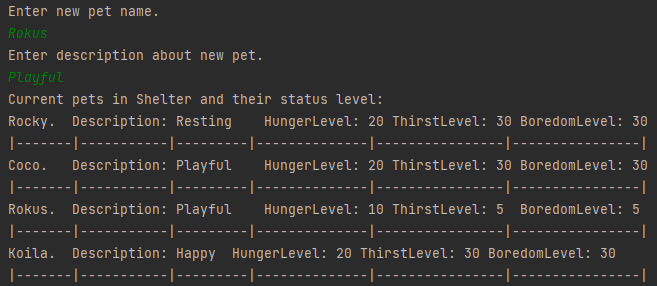 Enter new pet name.
Rokus
Enter description about new pet.
Playful
Current pets in Shelter and their status level:
Rocky.  Description: Resting    HungerLevel: 20 ThirstLevel: 30 BoredomLevel: 30
|-------|-----------|---------|--------------|----------------|----------------|
Coco.   Description: Playful    HungerLevel: 20 ThirstLevel: 30 BoredomLevel: 30
|-------|-----------|---------|--------------|----------------|----------------|
Rokus.  Description: Playful    HungerLevel: 10 ThirstLevel: 5  BoredomLevel: 5
|-------|-----------|---------|--------------|----------------|----------------|
Koila.  Description: Happy  HungerLevel: 20 ThirstLevel: 30 BoredomLevel: 30
|-------|-----------|---------|--------------|----------------|----------------|